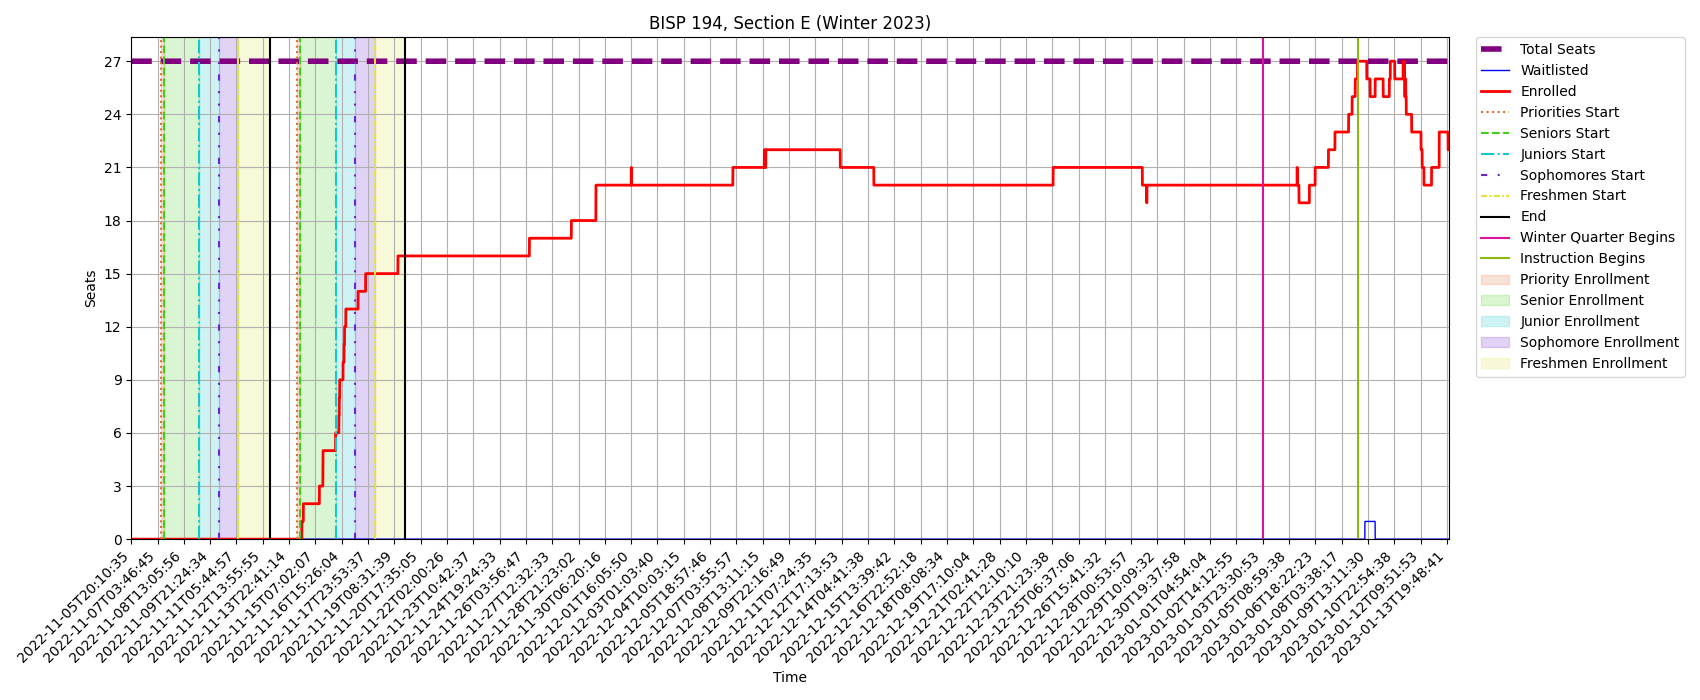 BISP 194, Section E (Winter 2023)
Seats
27
24
21
18
15
12
9
6
3
0
2022-11-05T20:10:35
2022-11-07T03:46:45
2022-11-08T13:05:56
2022-11-09T21:24:34
2022-11-11T05:44:57
2022-11-12T13:55:55
2022-11-13T22:41:14
2022-11-15T07:02:07
2022-11-16T15:26:04
2022-11-17T23:53:37
2022-11-19T08:31:39
2022-11-20T17:35:05
2022-11-22T02:00:26
2022-11-23T10:42:37
2022-11-24T19:24:33
2022-11-26T03:56:47
2022-11-27T12:32:33
2022-11-28T21:23:02
2022-11-30T06:20:16
2022-12-01T16:05:50
2022-12-03T01:03:40
2022-12-04T10:03:15
2022-12-05T18:57:46
2022-12-07T03:55:57
2022-12-08T13:11:15
2022-12-09T22:16:49
2022-12-11T07:24:35
2022-12-12T17:13:53
2022-12-14T04:41:38
2022-12-15T13:39:42
2022-12-16T22:52:18
2022-12-18T08:08:34
2022-12-19T17:10:04
2022-12-21T02:41:28
2022-12-22T12:10:10
2022-12-23T21:23:38
2022-12-25T06:37:06
2022-12-26T15:41:32
2022-12-28T00:53:57
2022-12-29T10:09:32
2022-12-30T19:37:58
2023-01-01T04:54:04
2023-01-02T14:12:55
2023-01-03T23:30:53
2023-01-05T08:59:38
2023-01-06T18:22:23
2023-01-08T03:38:17
2023-01-09T13:11:30
2023-01-10T22:54:38
2023-01-12T09:51:53
2023-01-13T19:48:41
Time
Total Seats
Waitlisted
Enrolled
Priorities Start
Seniors Start
Juniors Start
Sophomores Start
Freshmen Start
End
Winter Quarter Begins
Instruction Begins
Priority Enrollment
Senior Enrollment
Junior Enrollment
Sophomore Enrollment
Freshmen Enrollment